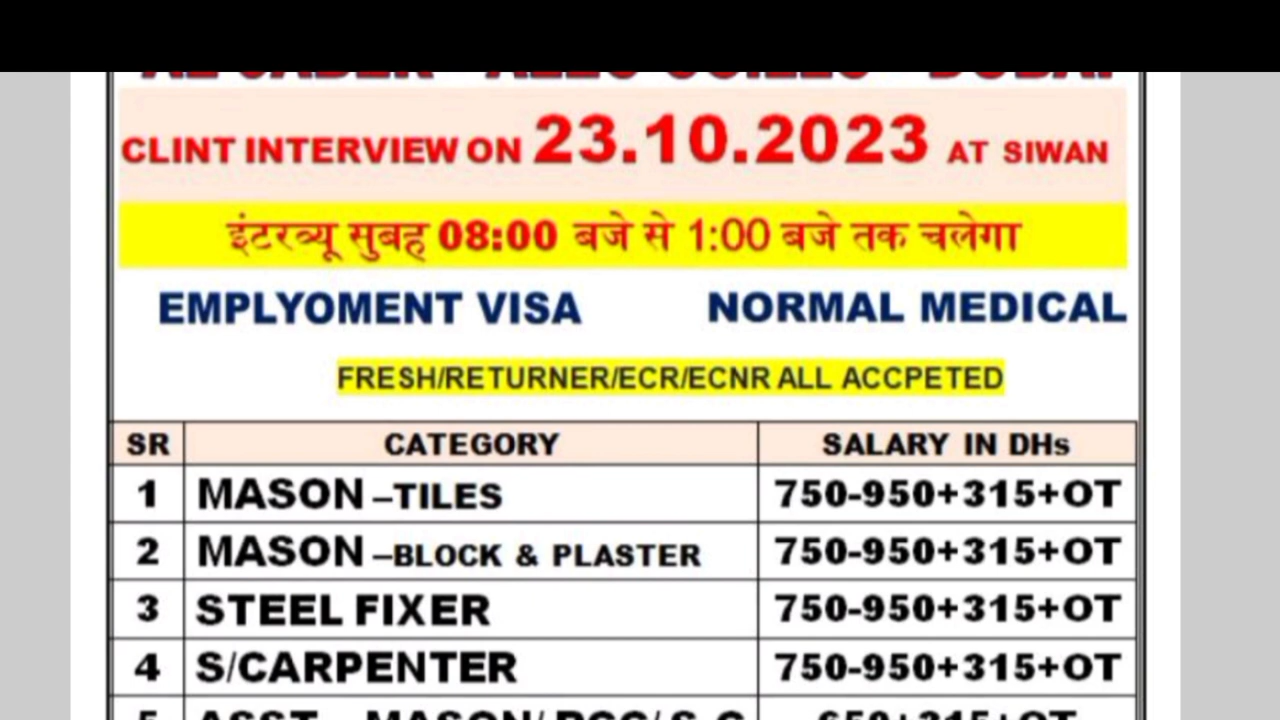 CLINT INTERVIEW ON 23.10.2023 AT SIWAN
इंटरव्यू सुबह 08:00 बजे से 1:00 बजे तक चलेगा
EMPLYOMENT VISA NORMAL MEDICAL
FRESH/RETURNER/ECR/ECNR ALL ACCPETED
SR CATEGORY SALARY IN DHs
1 MASON –TILES 750-950+315+OT
2 MASON –BLOCK & PLASTER 750-950+315+OT
3 STEEL FIXER 750-950+315+OT
4 S/CARPENTER 750-950+315+OT